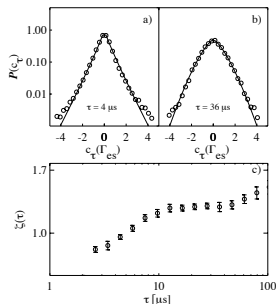 a)
b)
P(c_τ)
1.00
0.10
0.01
τ = 4 μs
τ = 36 μs
-4 -2 0 2 4
-4 -2 0 2 4
c_τ(Γ_es)
c_τ(Γ_es)
c)
ζ(τ)
1.7
1.0
1 10 100
τ [μs]